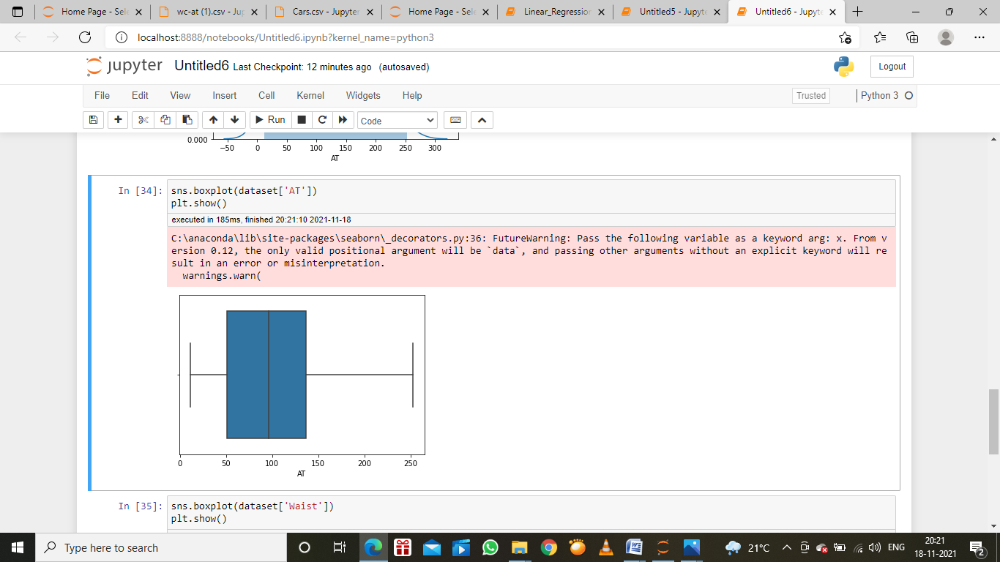 Home Page - Sele
wc-at (1).csv - Jup
Cars.csv - Jupyter
Home Page - Sele
Linear_Regression
Untitled5 - Jupyte
Untitled6 - Jupyte
localhost:8888/notebooks/Untitled6.ipynb?kernel_name=python3
jupyter Untitled6 Last Checkpoint: 12 minutes ago (autosaved)
Logout
File Edit View Insert Cell Kernel Widgets Help
Trusted
Python 3
Run
Code
0.000
−50 0 50 100 150 200 250 300
AT
In [34]:
sns.boxplot(dataset['AT'])
plt.show()
executed in 185ms, finished 20:21:10 2021-11-18
C:\anaconda\lib\site-packages\seaborn\_decorators.py:36: FutureWarning: Pass the following variable as a keyword arg: x. From v
ersion 0.12, the only valid positional argument will be `data`, and passing other arguments without an explicit keyword will re
sult in an error or misinterpretation.
warnings.warn(
0 50 100 150 200 250
AT
In [35]:
sns.boxplot(dataset['Waist'])
plt.show()
Type here to search
21°C
ENG
20:21
18-11-2021
2